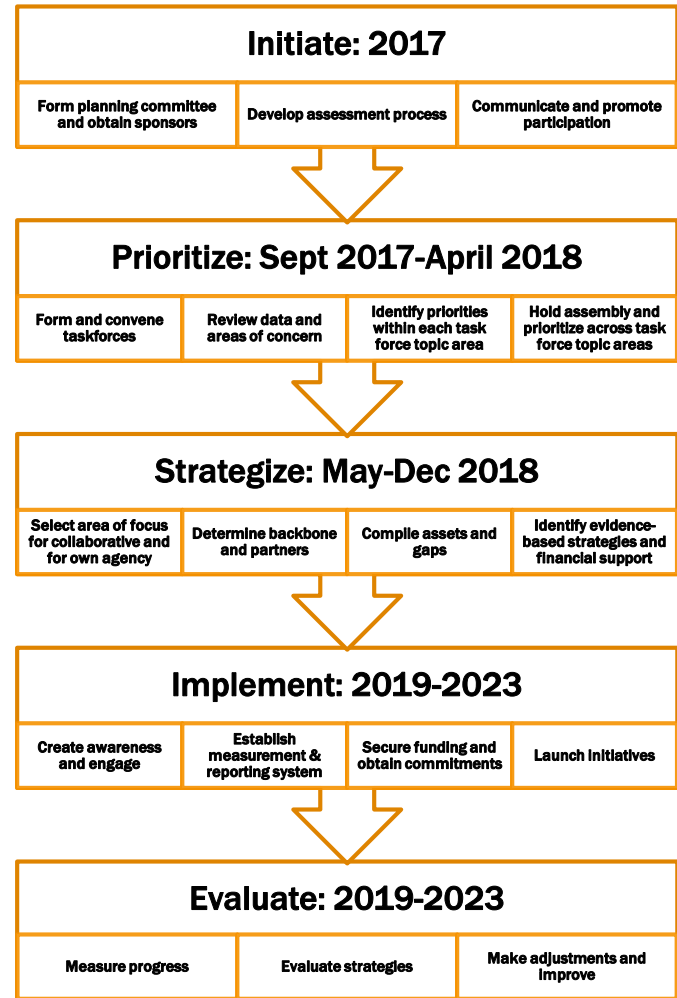 Initiate: 2017
Form planning committee
and obtain sponsors
Develop assessment process
Communicate and promote
participation
Prioritize: Sept 2017-April 2018
Form and convene
taskforces
Review data and
areas of concern
Identify priorities
within each task
force topic area
Hold assembly and
prioritize across task
force topic areas
Strategize: May-Dec 2018
Select area of focus
for collaborative and
for own agency
Determine backbone
and partners
Compile assets and
gaps
Identify evidence-
based strategies and
financial support
Implement: 2019-2023
Create awareness
and engage
Establish
measurement &
reporting system
Secure funding and
obtain commitments
Launch initiatives
Evaluate: 2019-2023
Measure progress
Evaluate strategies
Make adjustments and
improve